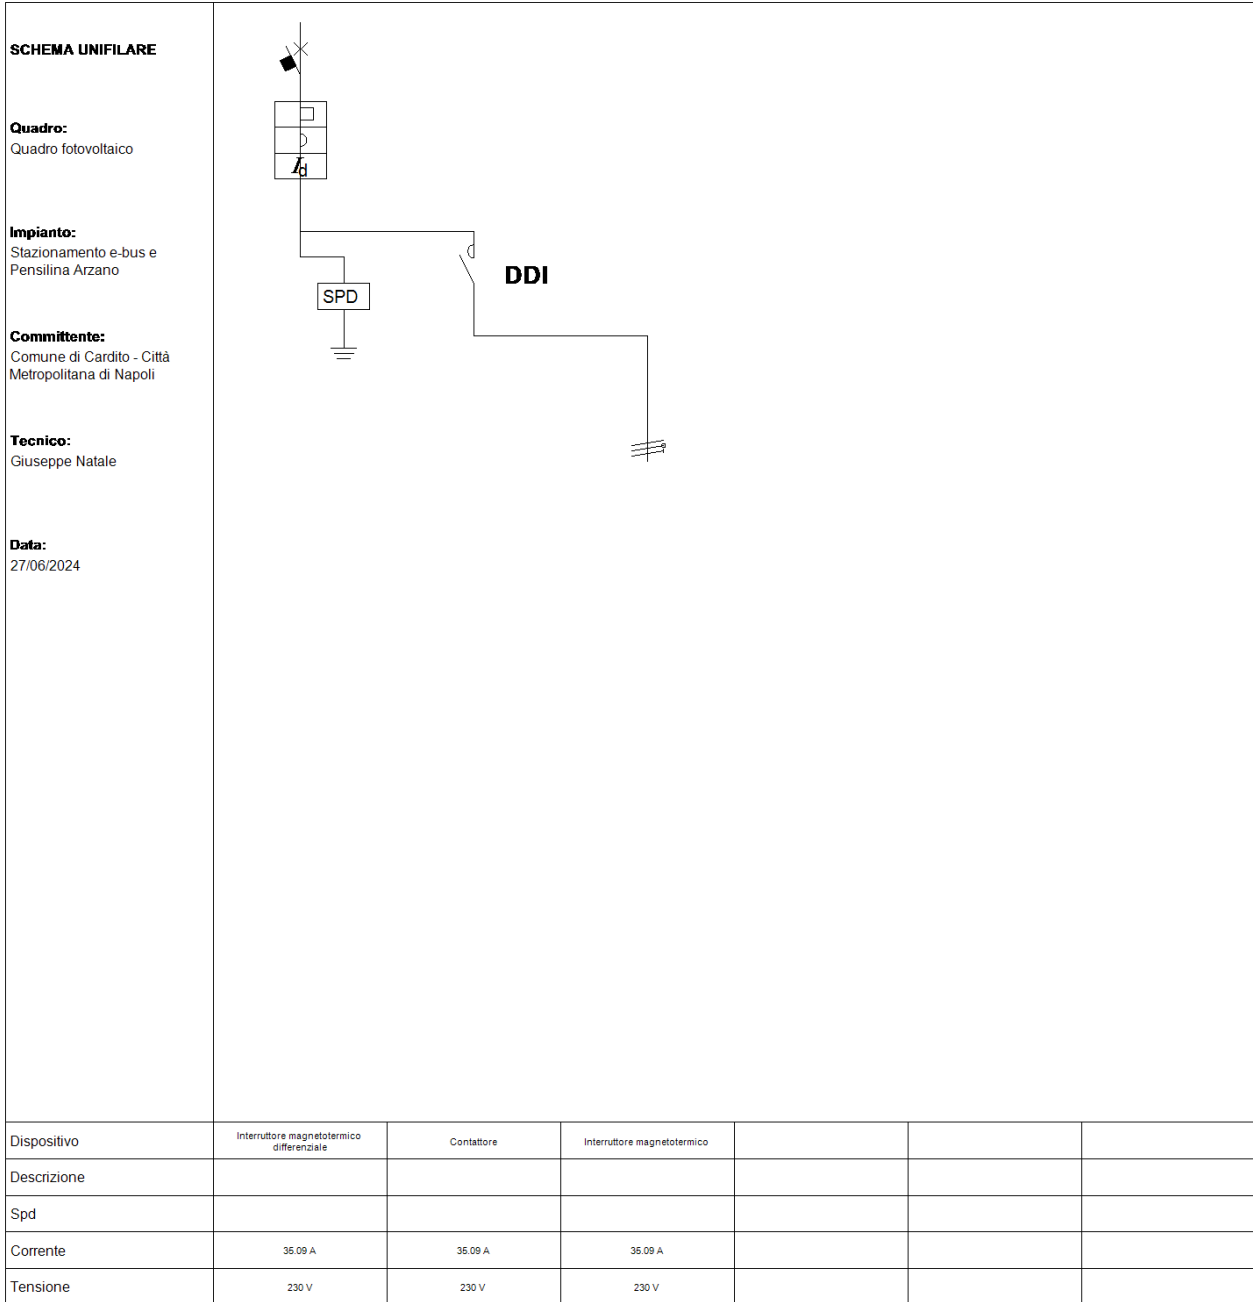 SCHEMA UNIFILARE
Quadro:
Quadro fotovoltaico
Impianto:
Stazionamento e-bus e
Pensilina Arzano
Committente:
Comune di Cardito - Città
Metropolitana di Napoli
Tecnico:
Giuseppe Natale
Data:
27/06/2024
Id
SPD
DDI
Dispositivo
Interruttore magnetotermico
differenziale
Contattore
Interruttore magnetotermico
Descrizione
Spd
Corrente
35.09 A
35.09 A
35.09 A
Tensione
230 V
230 V
230 V